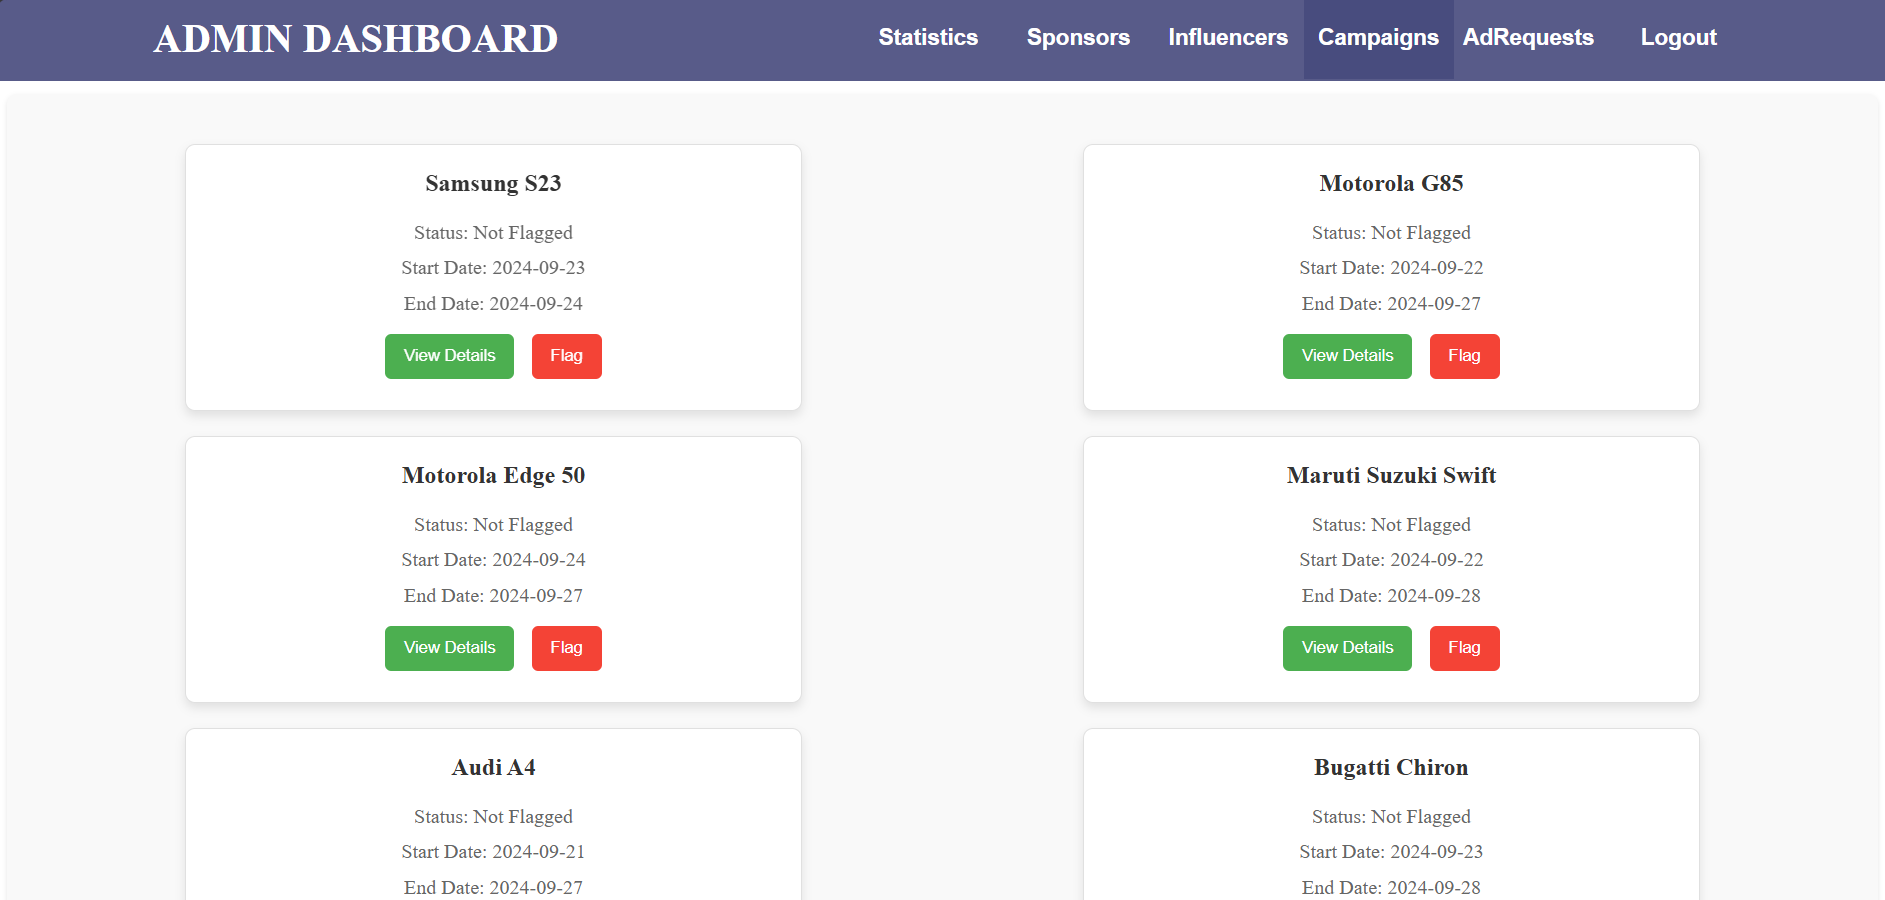 ADMIN DASHBOARD
Statistics Sponsors Influencers Campaigns AdRequests Logout
Samsung S23
Status: Not Flagged
Start Date: 2024-09-23
End Date: 2024-09-24
View Details Flag
Motorola G85
Status: Not Flagged
Start Date: 2024-09-22
End Date: 2024-09-27
View Details Flag
Motorola Edge 50
Status: Not Flagged
Start Date: 2024-09-24
End Date: 2024-09-27
View Details Flag
Maruti Suzuki Swift
Status: Not Flagged
Start Date: 2024-09-22
End Date: 2024-09-28
View Details Flag
Audi A4
Status: Not Flagged
Start Date: 2024-09-21
End Date: 2024-09-27
Bugatti Chiron
Status: Not Flagged
Start Date: 2024-09-23
End Date: 2024-09-28